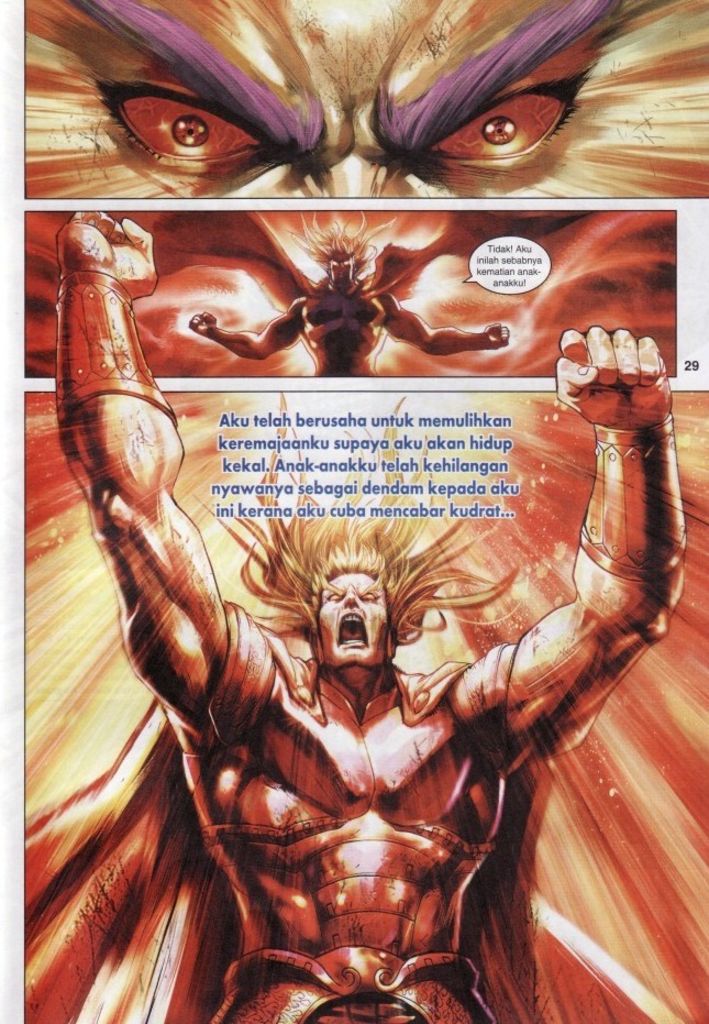 Tidak! Aku
inilah sebabnya
kematian anak-
anakku!
29
Aku telah berusaha untuk memulihkan
keremajaanku supaya aku akan hidup
kekal. Anak-anakku telah kehilangan
nyawanya sebagai dendam kepada aku
ini kerana aku cuba mencabar kudrat...